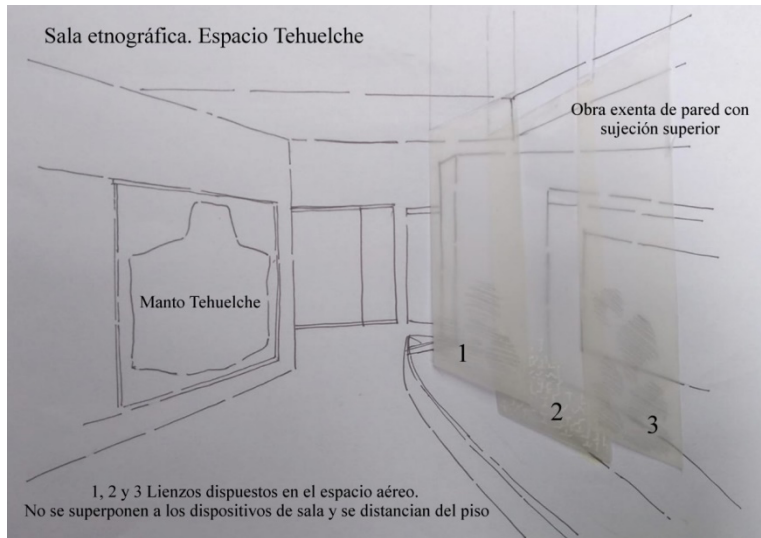 Sala etnográfica. Espacio Tehuelche
Obra exenta de pared con
sujeción superior
Manto Tehuelche
1
2
3
1, 2 y 3 Lienzos dispuestos en el espacio aéreo.
No se superponen a los dispositivos de sala y se distancian del piso